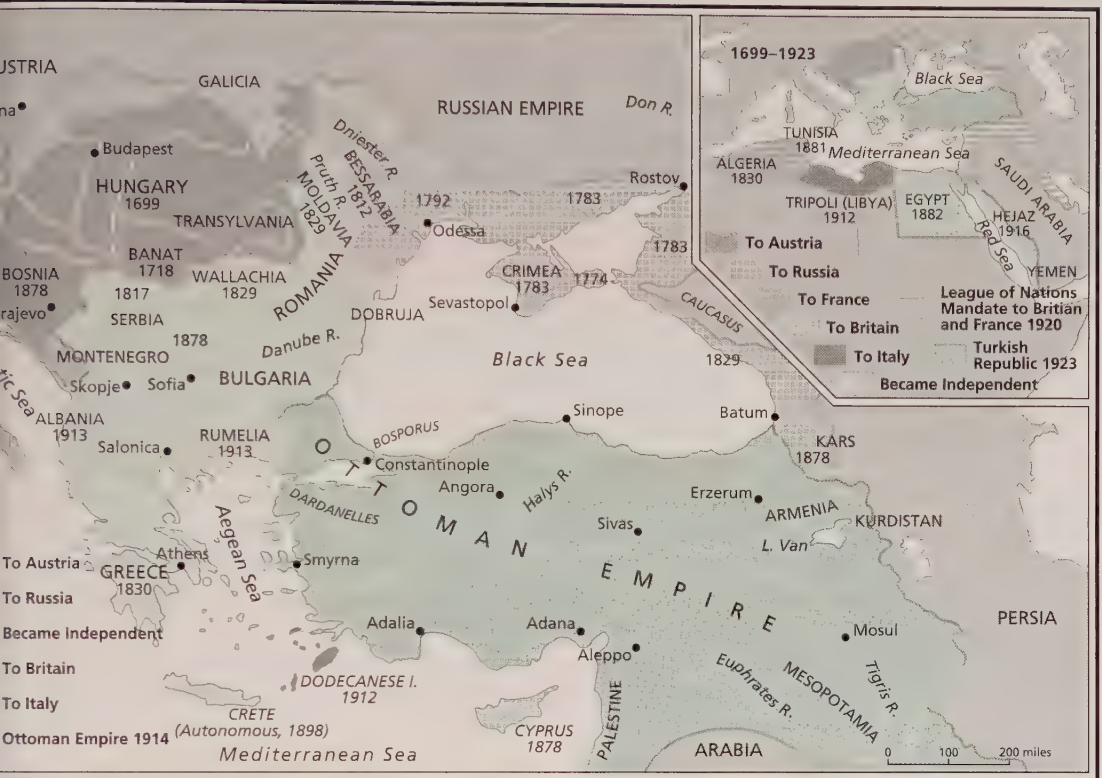 USTRIA
GALICIA
na
Budapest
HUNGARY
1699
TRANSYLVANIA
BANAT
1718
BOSNIA
1878
rajevo
1817
SERBIA
1878
WALLACHIA
1829
MONTENEGRO
Skopje
Sofia
BULGARIA
Danube R.
tic Sea
ALBANIA
1913
Salonica
RUMELIA
1913
RUSSIAN EMPIRE
Don R.
Dniester R.
BESSARABIA
1812
Pruth R.
MOLDAVIA
1829
ROMANIA
1792
Odessa
1783
Rostov
1783
CRIMEA
1783
1774
Sevastopol
DOBRUJA
CAUCASUS
Black Sea
1829
Sinope
Batum
KARS
1878
BOSPORUS
Constantinople
DARDANELLES
Angora
Halys R.
Erzerum
ARMENIA
Sivas
KURDISTAN
L. Van
OTTOMAN EMPIRE
Aegean Sea
Athens
GREECE
1830
Smyrna
Adalia
Adana
Aleppo
Mosul
PERSIA
Euphrates R.
MESOPOTAMIA
Tigris R.
PALESTINE
ARABIA
DODECANESE I.
1912
CRETE
(Autonomous, 1898)
CYPRUS
1878
Mediterranean Sea
0 100 200 miles
To Austria
To Russia
Became Independent
To Britain
To Italy
Ottoman Empire 1914
1699–1923
Black Sea
TUNISIA
1881
Mediterranean Sea
ALGERIA
1830
TRIPOLI (LIBYA)
1912
EGYPT
1882
SAUDI ARABIA
HEJAZ
1916
Red Sea
YEMEN
To Austria
To Russia
To France
To Britain
To Italy
League of Nations
Mandate to Britian
and France 1920
Turkish
Republic 1923
Became Independent